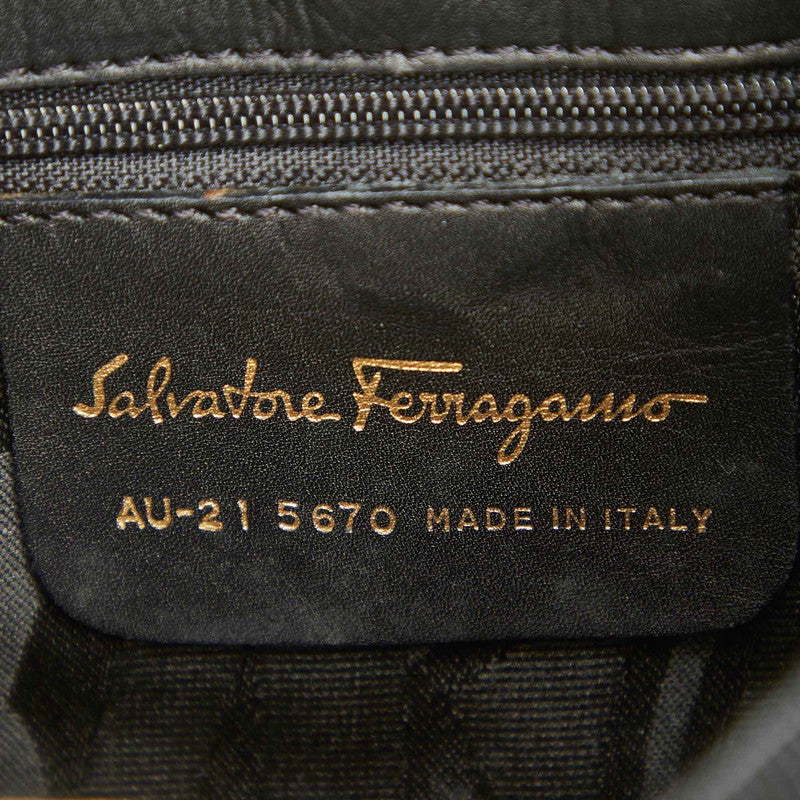 Salvatore Ferragamo
AU-21 5670 MADE IN ITALY